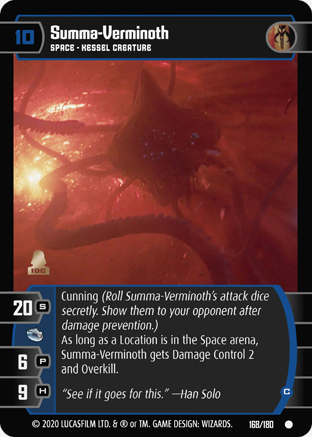 10
Summa-Verminoth
SPACE • KESSEL CREATURE
IDC
20 S
6 P
9 H
Cunning (Roll Summa-Verminoth's attack dice
secretly. Show them to your opponent after
damage prevention.)
As long as a Location is in the Space arena,
Summa-Verminoth gets Damage Control 2
and Overkill.
"See if it goes for this." —Han Solo
C
© 2020 LUCASFILM LTD. & ® OR TM. GAME DESIGN: WIZARDS. 168/180